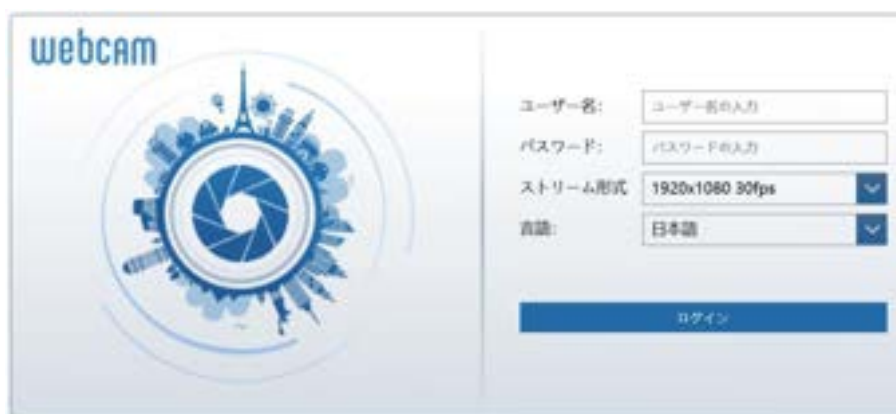 webcam
ユーザー名: ユーザー名の入力
パスワード: パスワードの入力
ストリーム形式 1920x1080 30fps
言語: 日本語
ログイン